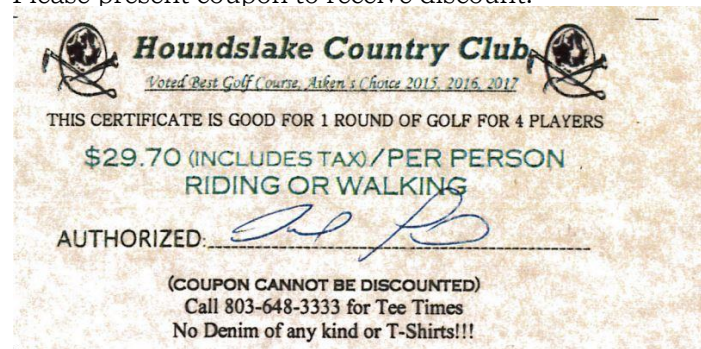 Please present coupon to receive discount.
Houndslake Country Club
Voted Best Golf Course, Aiken's Choice 2015, 2016, 2017
THIS CERTIFICATE IS GOOD FOR 1 ROUND OF GOLF FOR 4 PLAYERS
$29.70 (INCLUDES TAX)/PER PERSON
RIDING OR WALKING
AUTHORIZED:
(COUPON CANNOT BE DISCOUNTED)
Call 803-648-3333 for Tee Times
No Denim of any kind or T-Shirts!!!